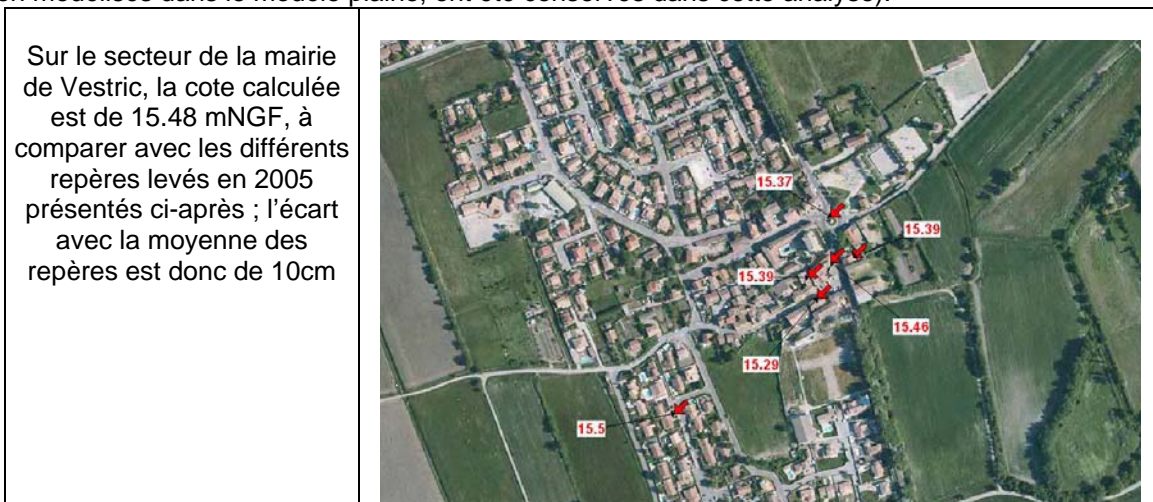 en modélisés dans le modèle plaine, ont été conservés dans cette analyse).
Sur le secteur de la mairie
de Vestric, la cote calculée
est de 15.48 mNGF, à
comparer avec les différents
repères levés en 2005
présentés ci-après ; l'écart
avec la moyenne des
repères est donc de 10cm
15.37
15.39
15.39
15.46
15.29
15.5